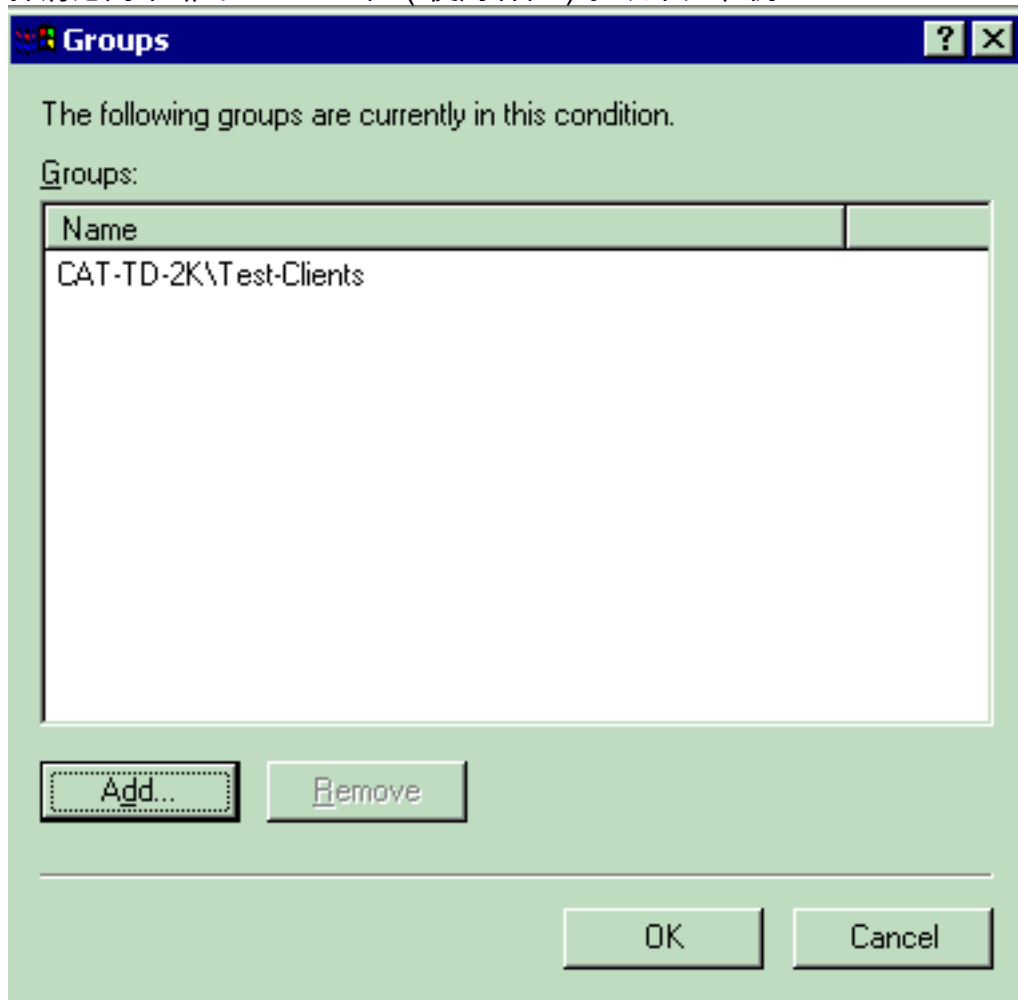 Groups
The following groups are currently in this condition.
Groups:
Name
CAT-TD-2K\Test-Clients
Add...
Remove
OK
Cancel